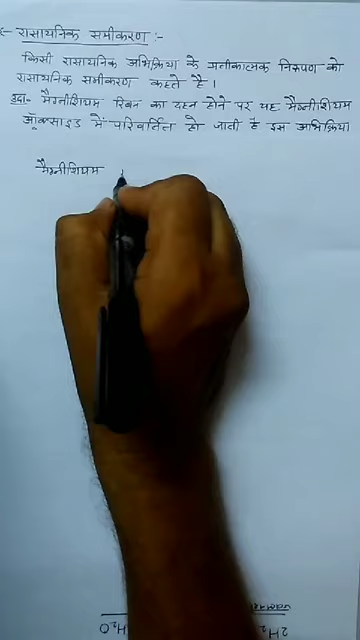 रासायनिक समीकरण :-
किसी रासायनिक अभिक्रिया के प्रतीकात्मक निरूपण को
रासायनिक समीकरण कहते है।
उदा- मैग्नीशियम रिबन का दहन होने पर यह मैग्नीशियम
ऑक्साइड में परिवर्तित हो जाती है इस अभिक्रिया
मैग्नीशियम